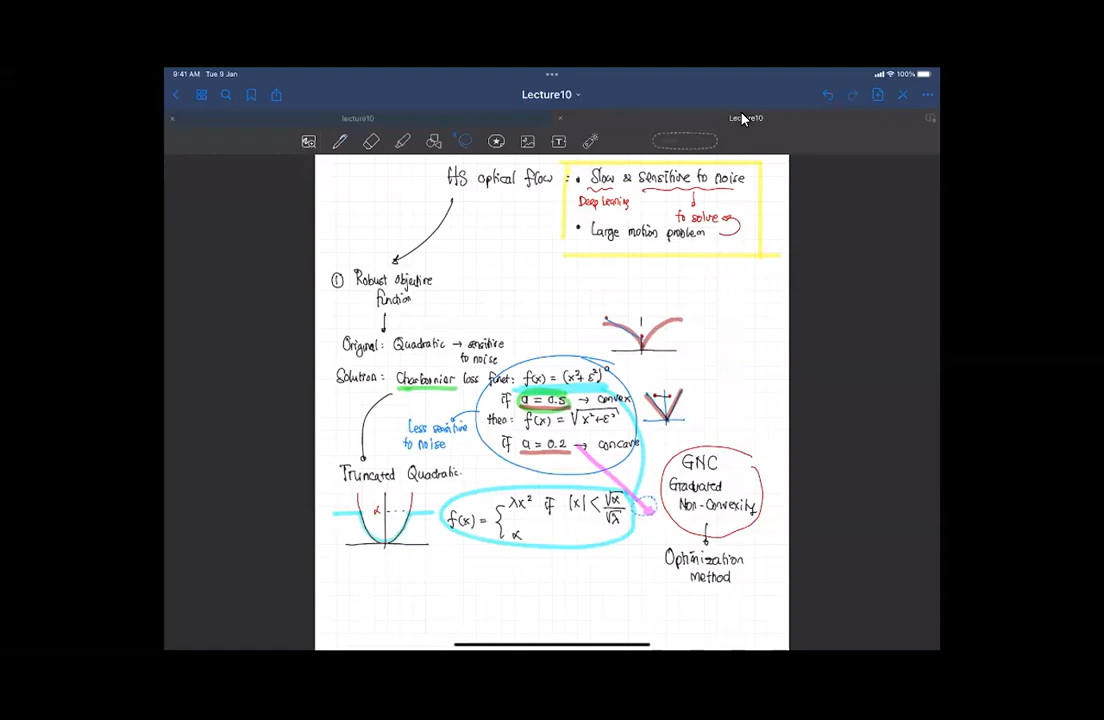 9:41 AM Tue 9 Jan
100%
Lecture10
lecture10
Lecture10
HS optical flow : • Slow & sensitive to noise
Deep learning
to solve
• Large motion problem
① Robust objective
function
Original: Quadratic → sensitive
to noise
Solution: Charbonnier loss funct: f(x) = (x²+ε²)ᵃ
if a = 0.5 → convex
then: f(x) = √x²+ε²
if a = 0.2 → concave
Less sensitive
to noise
Truncated Quadratic.
α
f(x) = { λx² if |x| < √α/√λ
α
GNC
Graduated
Non-Convexity
Optimization
method